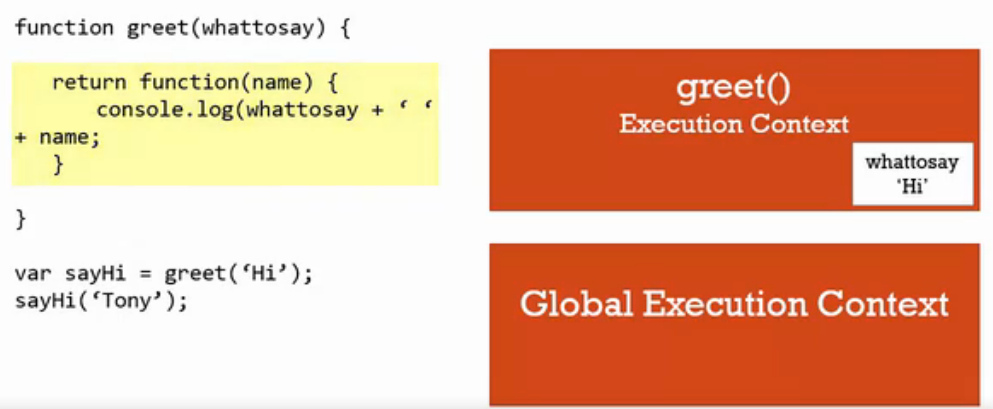 function greet(whattosay) {
return function(name) {
console.log(whattosay + ‘ ‘
+ name;
}
}
var sayHi = greet(‘Hi’);
sayHi(‘Tony’);
greet()
Execution Context
whattosay
‘Hi’
Global Execution Context